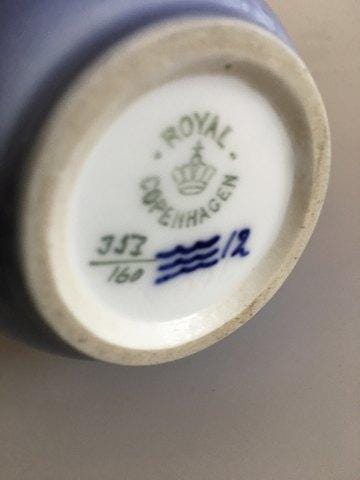 · ROYAL ·
COPENHAGEN
353
160
12